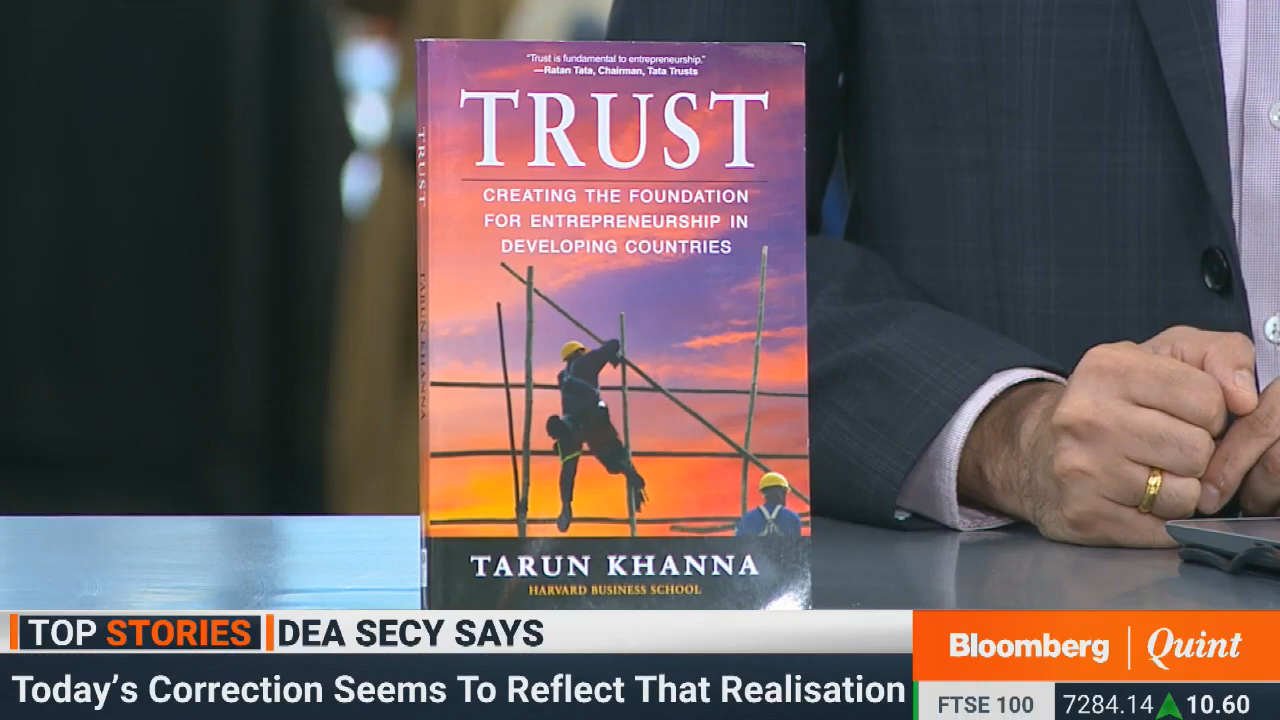 "Trust is fundamental to entrepreneurship."
—Ratan Tata, Chairman, Tata Trusts
TRUST
CREATING THE FOUNDATION
FOR ENTREPRENEURSHIP IN
DEVELOPING COUNTRIES
TRUST
TARUN KHANNA
TARUN KHANNA
HARVARD BUSINESS SCHOOL
TOP STORIES DEA SECY SAYS
Today's Correction Seems To Reflect That Realisation
Bloomberg | Quint
FTSE 100 7284.14 ▲ 10.60